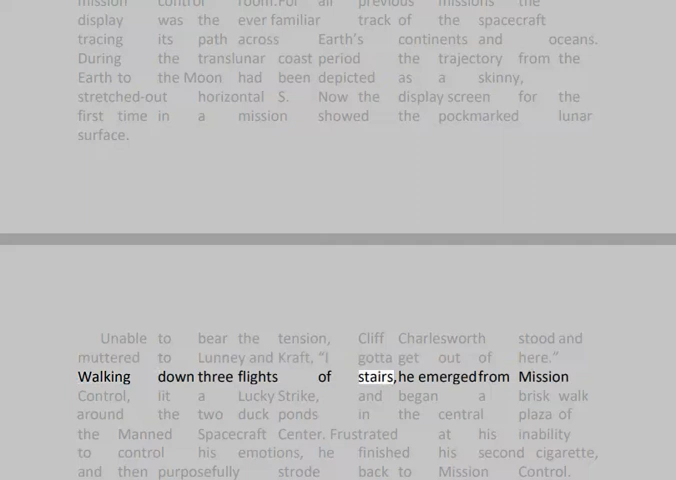 mission control room.For all previous missions the
display was the ever familiar track of the spacecraft
tracing its path across Earth's continents and oceans.
During the translunar coast period the trajectory from the
Earth to the Moon had been depicted as a skinny,
stretched-out horizontal S. Now the display screen for the
first time in a mission showed the pockmarked lunar
surface.
Unable to bear the tension, Cliff Charlesworth stood and
muttered to Lunney and Kraft, “I gotta get out of here.”
Walking down three flights of stairs, he emerged from Mission
Control, lit a Lucky Strike, and began a brisk walk
around the two duck ponds in the central plaza of
the Manned Spacecraft Center. Frustrated at his inability
to control his emotions, he finished his second cigarette,
and then purposefully strode back to Mission Control.